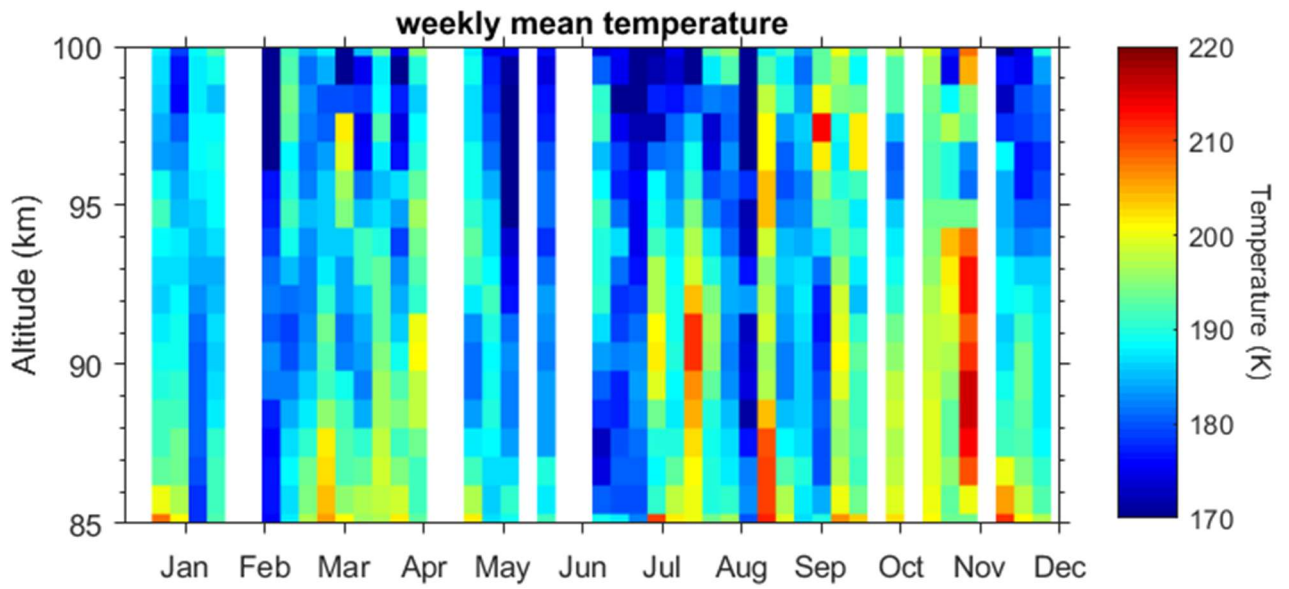 weekly mean temperature
100
95
90
85
Altitude (km)
Jan Feb Mar Apr May Jun Jul Aug Sep Oct Nov Dec
220
210
200
190
180
170
Temperature (K)